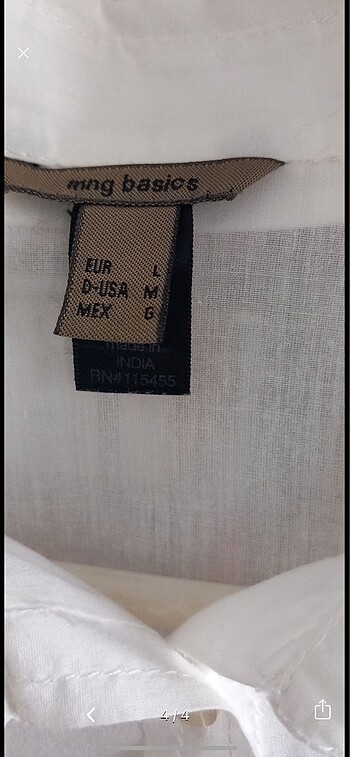 mng basics
EUR L
D-USA M
MEX G
made in
INDIA
RN#115455
4/4